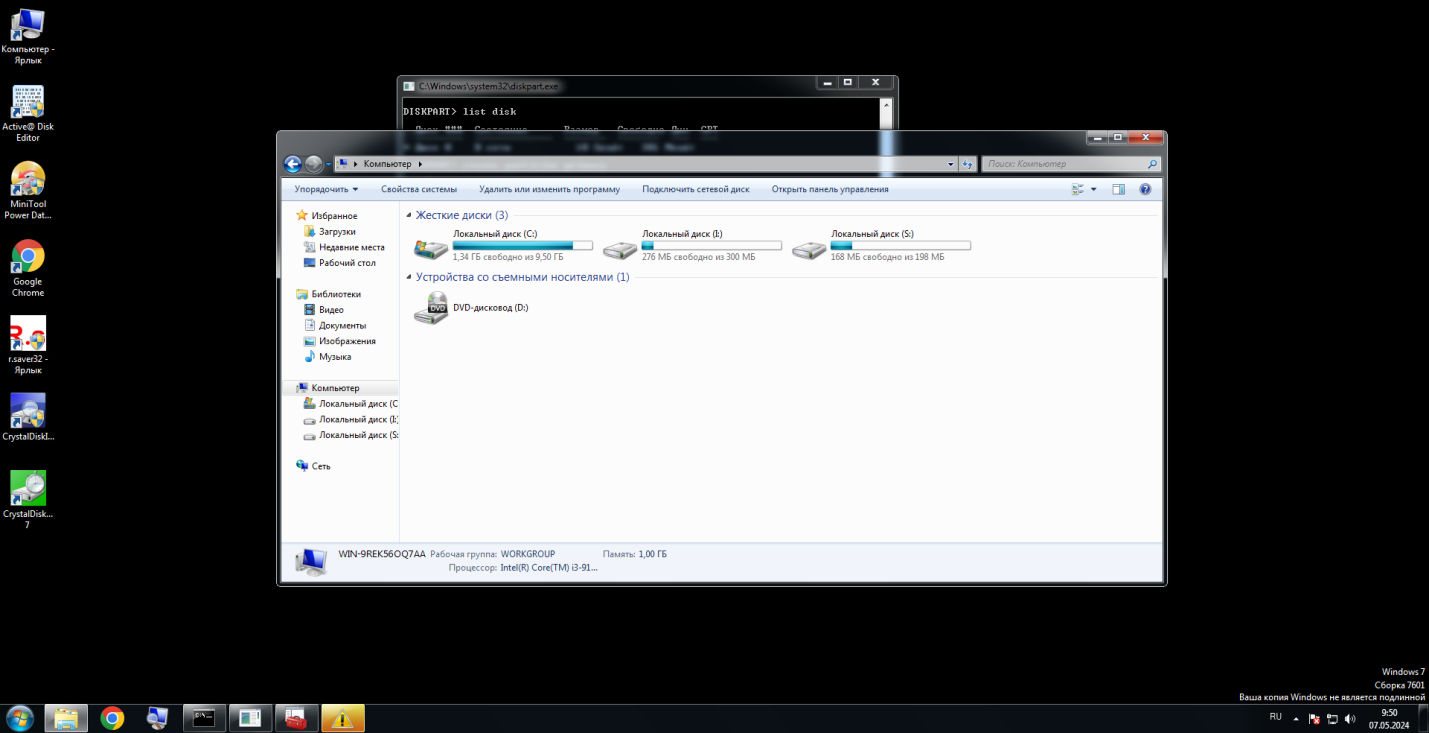 Компьютер -
Ярлык
Active@ Disk
Editor
MiniTool
Power Dat...
Google
Chrome
R.s
r.saver32 -
Ярлык
CrystalDiskI...
CrystalDisk...
7
C:\Windows\system32\diskpart.exe
DISKPART> list disk
Компьютер
Поиск: Компьютер
Упорядочить
Свойства системы
Удалить или изменить программу
Подключить сетевой диск
Открыть панель управления
Избранное
Загрузки
Недавние места
Рабочий стол
Библиотеки
Видео
Документы
Изображения
Музыка
Компьютер
Локальный диск (C
Локальный диск (I:)
Локальный диск (S:
Сеть
Жесткие диски (3)
Локальный диск (C:)
1,34 ГБ свободно из 9,50 ГБ
Локальный диск (I:)
276 МБ свободно из 300 МБ
Локальный диск (S:)
168 МБ свободно из 198 МБ
Устройства со съемными носителями (1)
DVD
DVD-дисковод (D:)
WIN-9REK56OQ7AA Рабочая группа: WORKGROUP Память: 1,00 ГБ
Процессор: Intel(R) Core(TM) i3-91...
Windows 7
Сборка 7601
Ваша копия Windows не является подлинной
RU
9:50
07.05.2024